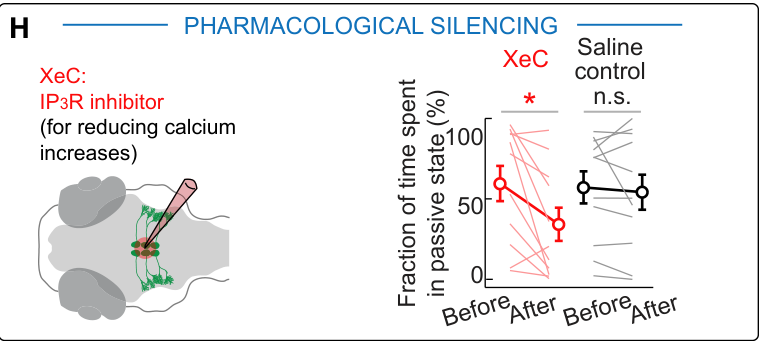 H
PHARMACOLOGICAL SILENCING
XeC:
IP3R inhibitor
(for reducing calcium
increases)
XeC
*
Saline
control
n.s.
Fraction of time spent
in passive state (%)
100
50
0
Before
After
Before
After